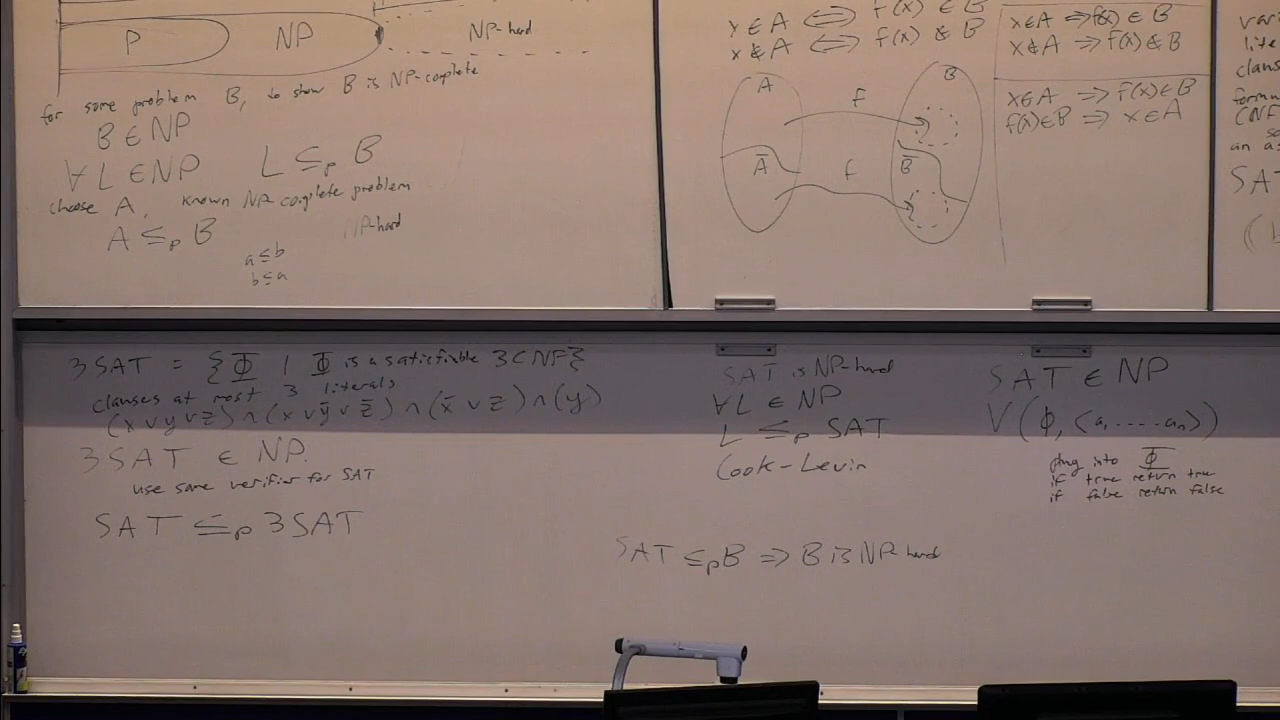 P NP NP-hard
for some problem B, to show B is NP-complete
B ∈ NP
∀ L ∈ NP L ≤p B
choose A, known NP-complete problem
A ≤p B NP-hard
a ≤ b
b ≤ a
x ∈ A ⟺ f(x) ∈ B
x ∉ A ⟺ f(x) ∉ B
A f B
Ā f B̄
x ∈ A ⇒ f(x) ∈ B
x ∉ A ⇒ f(x) ∉ B
x ∈ A ⇒ f(x) ∈ B
f(x) ∈ B ⇒ x ∈ A
CNF
an
SAT
3SAT = {Φ | Φ is a satisfiable 3CNF}
clauses at most 3 literals
(x ∨ y ∨ z) ∧ (x ∨ ȳ ∨ z̄) ∧ (x̄ ∨ z) ∧ (y)
3SAT ∈ NP.
use same verifier for SAT
SAT ≤p 3SAT
SAT is NP-hard
∀ L ∈ NP
L ≤p SAT
Cook-Levin
SAT ≤p B ⇒ B is NP-hard
SAT ∈ NP
V(Φ, <a, ..... an>)
plug into Φ
if true return true
if false return false